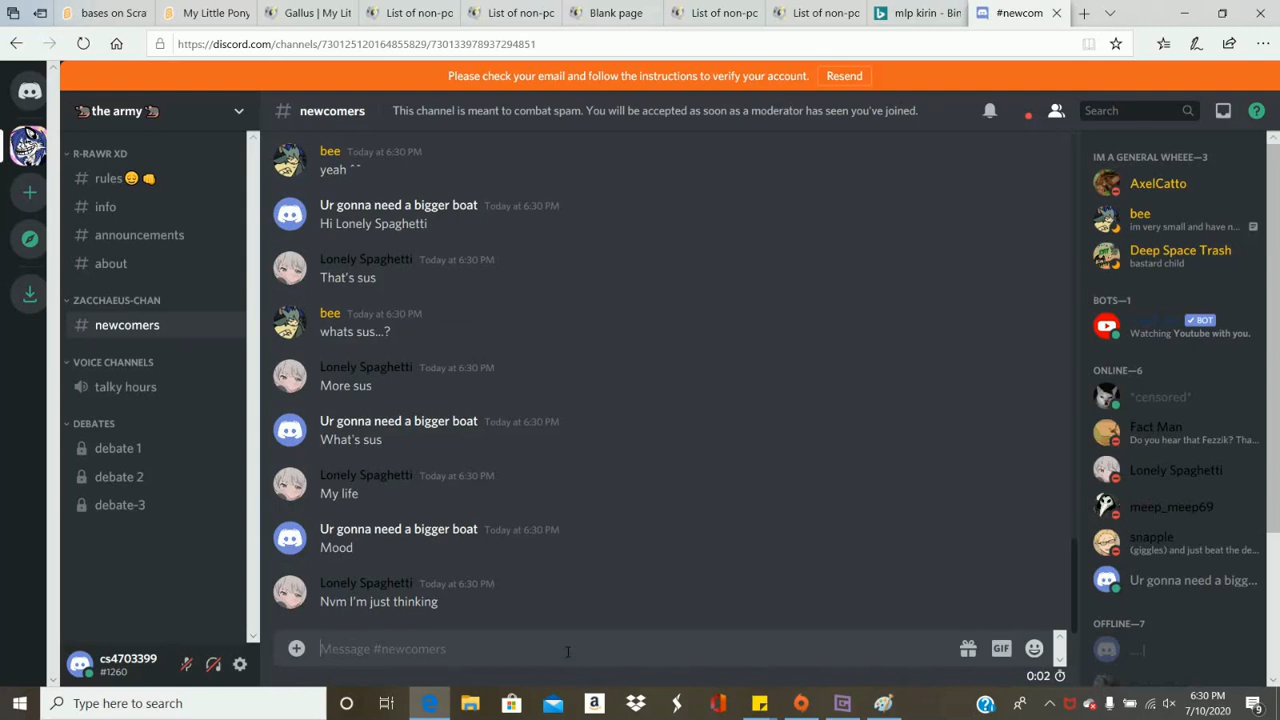 bases on Scra
My Little Pony
Gallus | My Lit
List of non-pc
List of non-pc
Blank page
List of non-pc
List of non-pc
mlp kirin - Bin
#newcom
https://discord.com/channels/730125120164855829/730133978937294851
Please check your email and follow the instructions to verify your account. Resend
the army
# newcomers
This channel is meant to combat spam. You will be accepted as soon as a moderator has seen you've joined.
Search
R-RAWR XD
rules
info
announcements
about
ZACCHAEUS-CHAN
# newcomers
VOICE CHANNELS
talky hours
DEBATES
debate 1
debate 2
debate-3
cs4703399
#1260
bee Today at 6:30 PM
yeah ^^
Ur gonna need a bigger boat Today at 6:30 PM
Hi Lonely Spaghetti
Lonely Spaghetti Today at 6:30 PM
That's sus
bee Today at 6:30 PM
whats sus...?
Lonely Spaghetti Today at 6:30 PM
More sus
Ur gonna need a bigger boat Today at 6:30 PM
What's sus
Lonely Spaghetti Today at 6:30 PM
My life
Ur gonna need a bigger boat Today at 6:30 PM
Mood
Lonely Spaghetti Today at 6:30 PM
Nvm I'm just thinking
Message #newcomers
GIF
0:02
IM A GENERAL WHEEE—3
AxelCatto
bee
im very small and have n...
Deep Space Trash
bastard child
BOTS—1
BOT
Watching Youtube with you.
ONLINE—6
*censored*
Fact Man
Do you hear that Fezzik? Tha...
Lonely Spaghetti
meep_meep69
snapple
(giggles) and just beat the de...
Ur gonna need a bigg...
OFFLINE—7
Type here to search
6:30 PM
7/10/2020